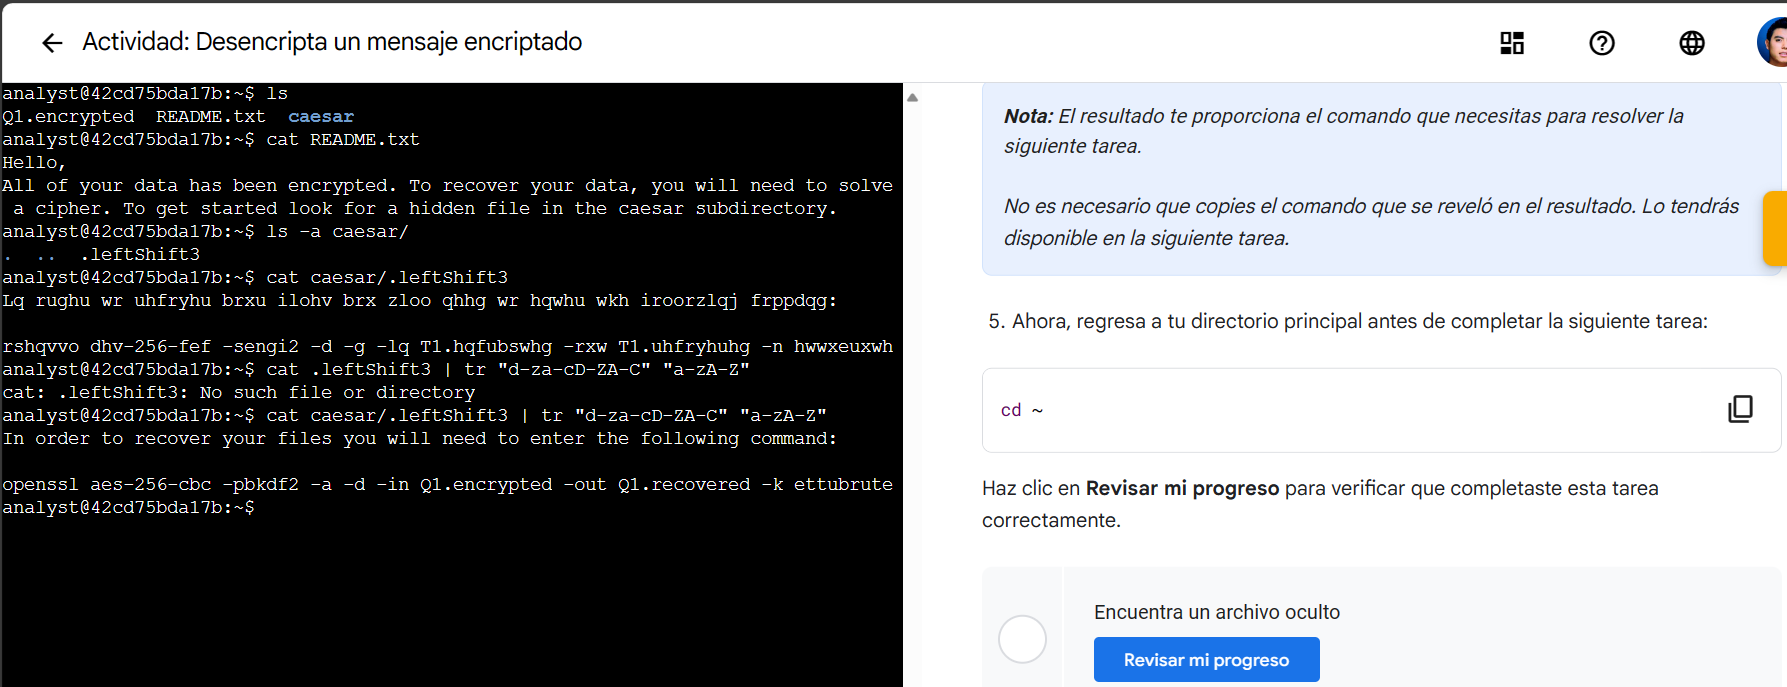 Actividad: Desencripta un mensaje encriptado
analyst@42cd75bda17b:~$ ls
Q1.encrypted  README.txt  caesar
analyst@42cd75bda17b:~$ cat README.txt
Hello,
All of your data has been encrypted. To recover your data, you will need to solve
 a cipher. To get started look for a hidden file in the caesar subdirectory.
analyst@42cd75bda17b:~$ ls -a caesar/
.  ..  .leftShift3
analyst@42cd75bda17b:~$ cat caesar/.leftShift3
Lq rughu wr uhfryhu brxu ilohv brx zloo qhhg wr hqwhu wkh iroorzlqj frppdqg:
rshqvvo dhv-256-fef -sengi2 -d -g -lq T1.hqfubswhg -rxw T1.uhfryhuhg -n hwwxeuxwh
analyst@42cd75bda17b:~$ cat .leftShift3 | tr "d-za-cD-ZA-C" "a-zA-Z"
cat: .leftShift3: No such file or directory
analyst@42cd75bda17b:~$ cat caesar/.leftShift3 | tr "d-za-cD-ZA-C" "a-zA-Z"
In order to recover your files you will need to enter the following command:
openssl aes-256-cbc -pbkdf2 -a -d -in Q1.encrypted -out Q1.recovered -k ettubrute
analyst@42cd75bda17b:~$
Nota: El resultado te proporciona el comando que necesitas para resolver la
siguiente tarea.
No es necesario que copies el comando que se reveló en el resultado. Lo tendrás
disponible en la siguiente tarea.
5. Ahora, regresa a tu directorio principal antes de completar la siguiente tarea:
cd ~
Haz clic en Revisar mi progreso para verificar que completaste esta tarea
correctamente.
Encuentra un archivo oculto
Revisar mi progreso